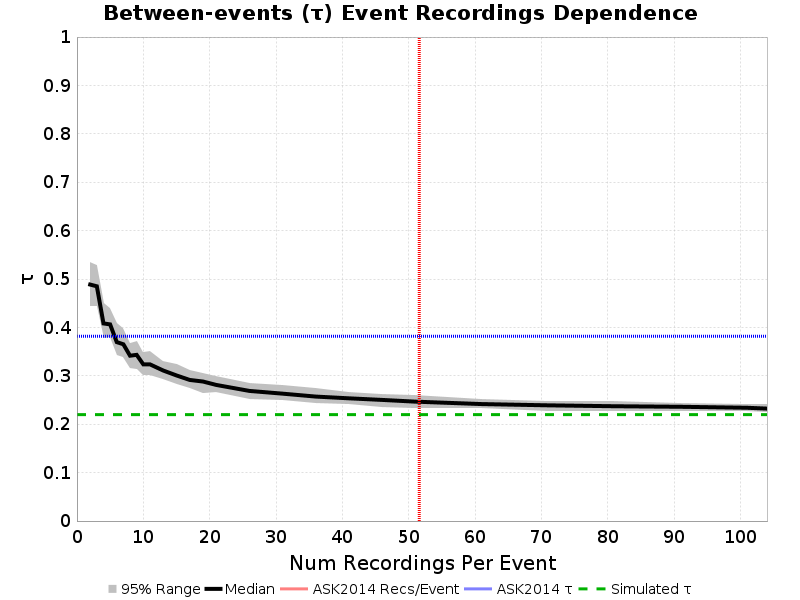 Between-events (τ) Event Recordings Dependence
1
0.9
0.8
0.7
0.6
0.5
0.4
0.3
0.2
0.1
0
τ
0 10 20 30 40 50 60 70 80 90 100
Num Recordings Per Event
95% Range Median ASK2014 Recs/Event ASK2014 τ Simulated τ